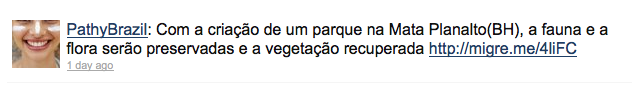 PathyBrazil: Com a criação de um parque na Mata Planalto(BH), a fauna e a
flora serão preservadas e a vegetação recuperada http://migre.me/4IiFC
1 day ago